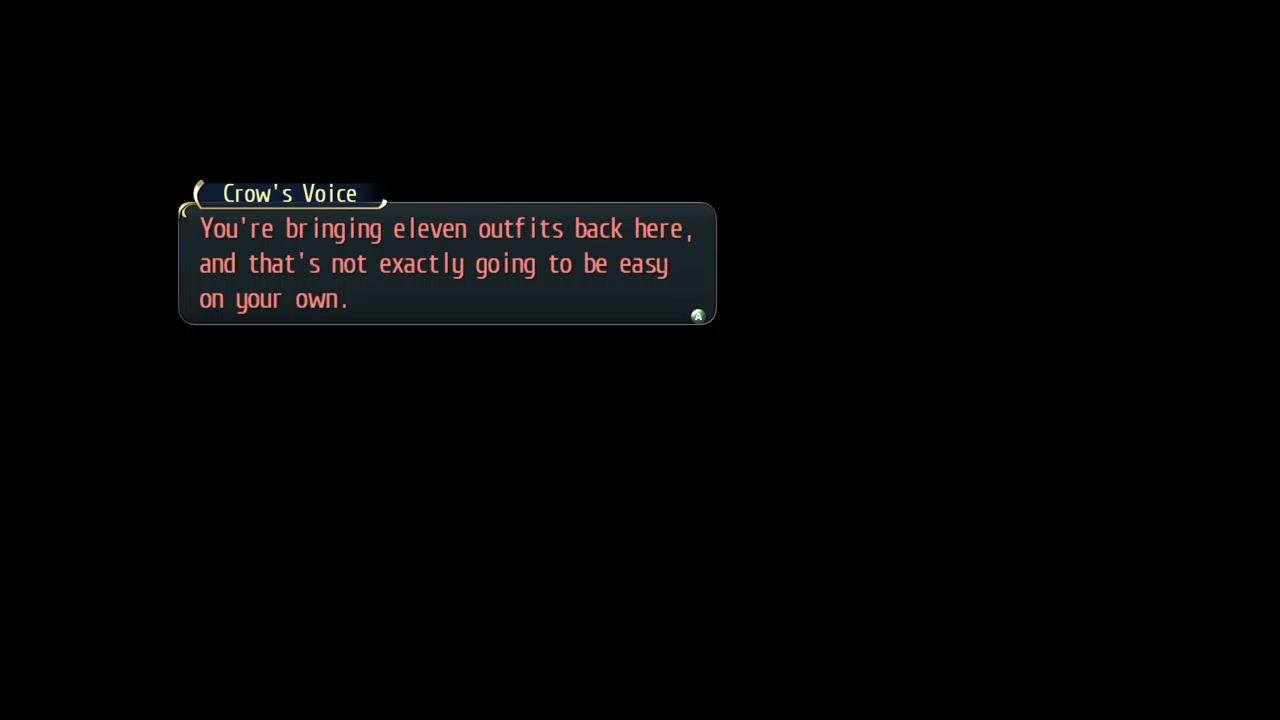 Crow's Voice
You're bringing eleven outfits back here,
and that's not exactly going to be easy
on your own.
A